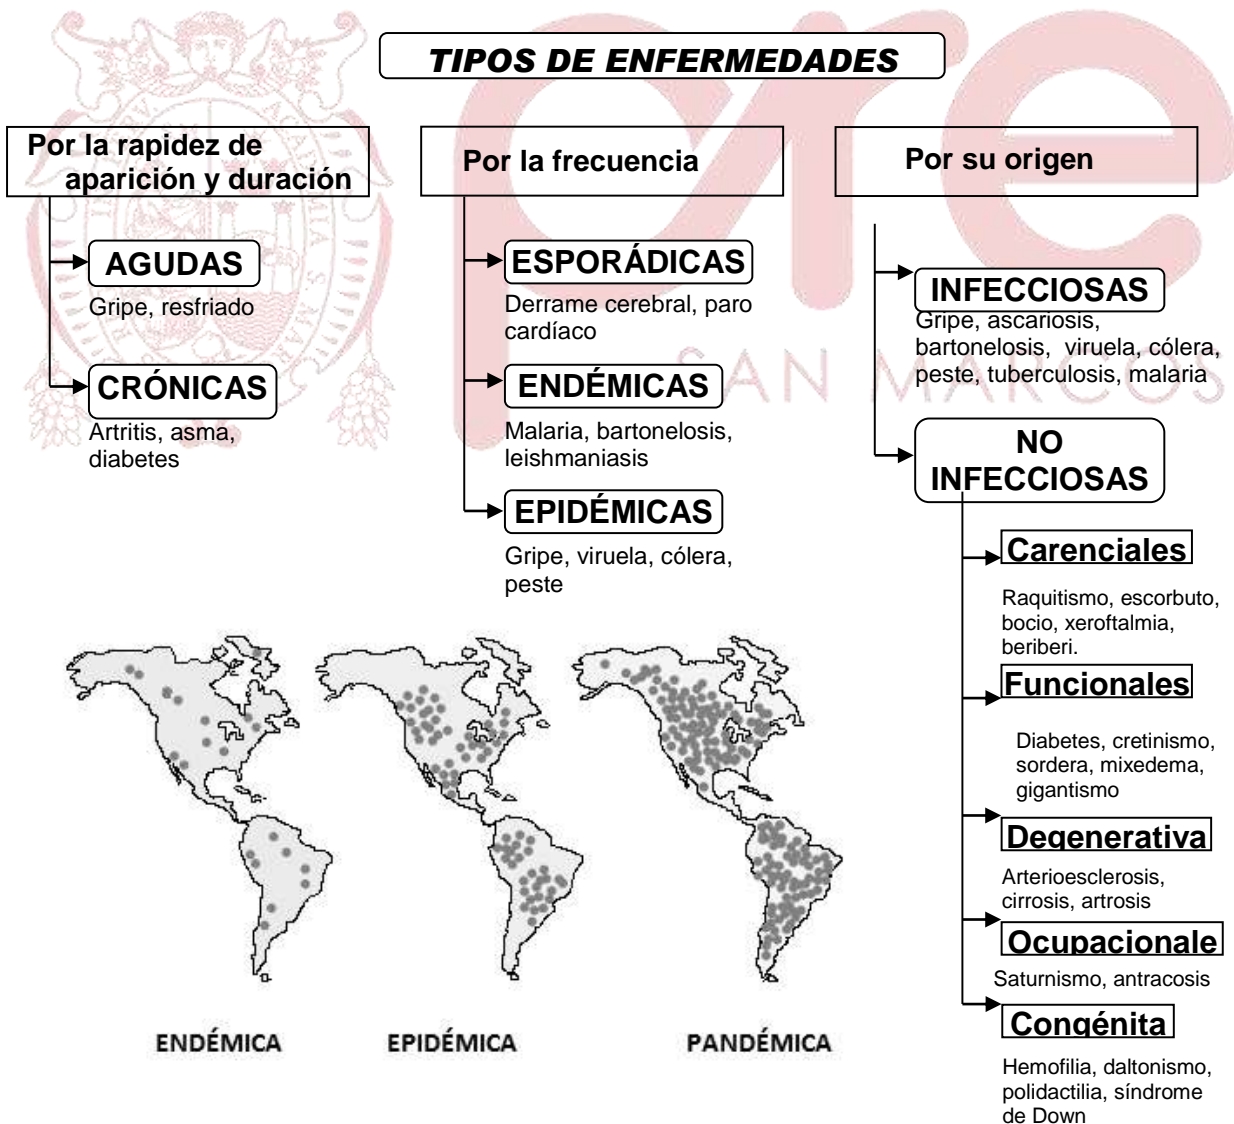 TIPOS DE ENFERMEDADES
Por la rapidez de
aparición y duración
AGUDAS
Gripe, resfriado
CRÓNICAS
Artritis, asma,
diabetes
Por la frecuencia
ESPORÁDICAS
Derrame cerebral, paro
cardíaco
ENDÉMICAS
Malaria, bartonelosis,
leishmaniasis
EPIDÉMICAS
Gripe, viruela, cólera,
peste
Por su origen
INFECCIOSAS
Gripe, ascariosis,
bartonelosis, viruela, cólera,
peste, tuberculosis, malaria
NO
INFECCIOSAS
Carenciales
Raquitismo, escorbuto,
bocio, xeroftalmia,
beriberi.
Funcionales
Diabetes, cretinismo,
sordera, mixedema,
gigantismo
Degenerativa
Arterioesclerosis,
cirrosis, artrosis
Ocupacionale
Saturnismo, antracosis
Congénita
Hemofilia, daltonismo,
polidactilia, síndrome
de Down
ENDÉMICA
EPIDÉMICA
PANDÉMICA
pre
SAN MARCOS